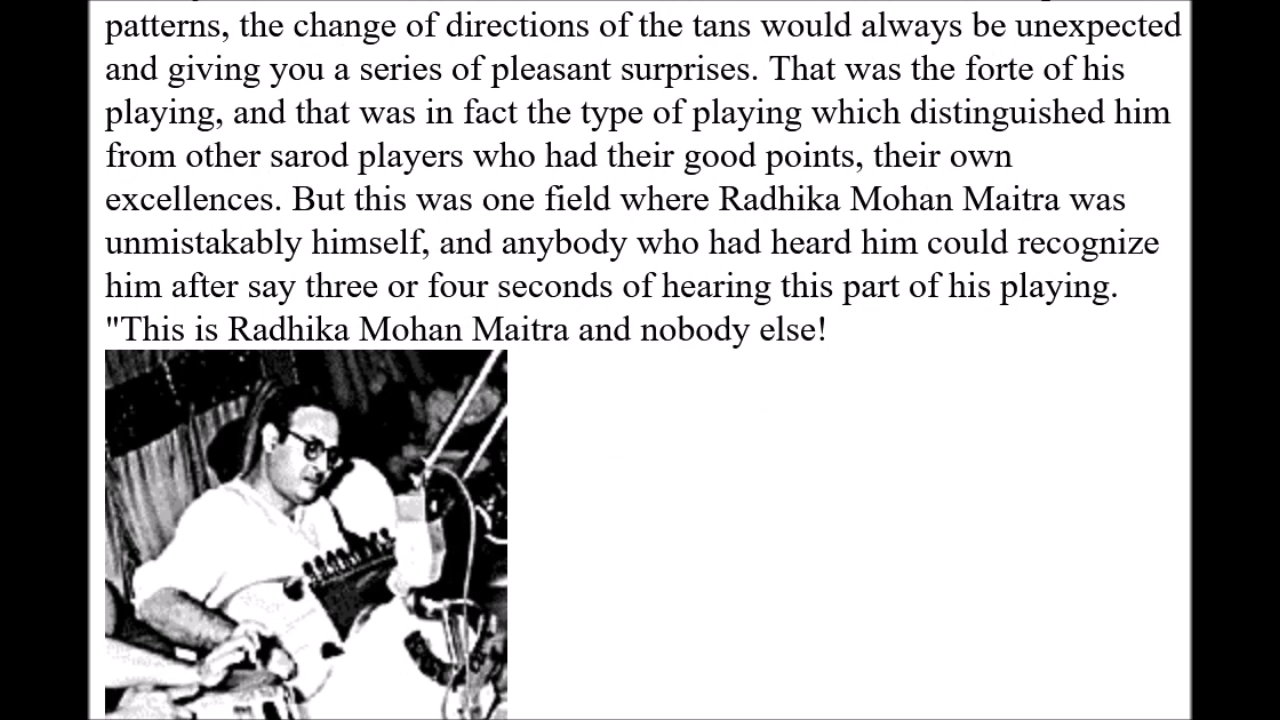 patterns, the change of directions of the tans would always be unexpected
and giving you a series of pleasant surprises. That was the forte of his
playing, and that was in fact the type of playing which distinguished him
from other sarod players who had their good points, their own
excellences. But this was one field where Radhika Mohan Maitra was
unmistakably himself, and anybody who had heard him could recognize
him after say three or four seconds of hearing this part of his playing.
"This is Radhika Mohan Maitra and nobody else!